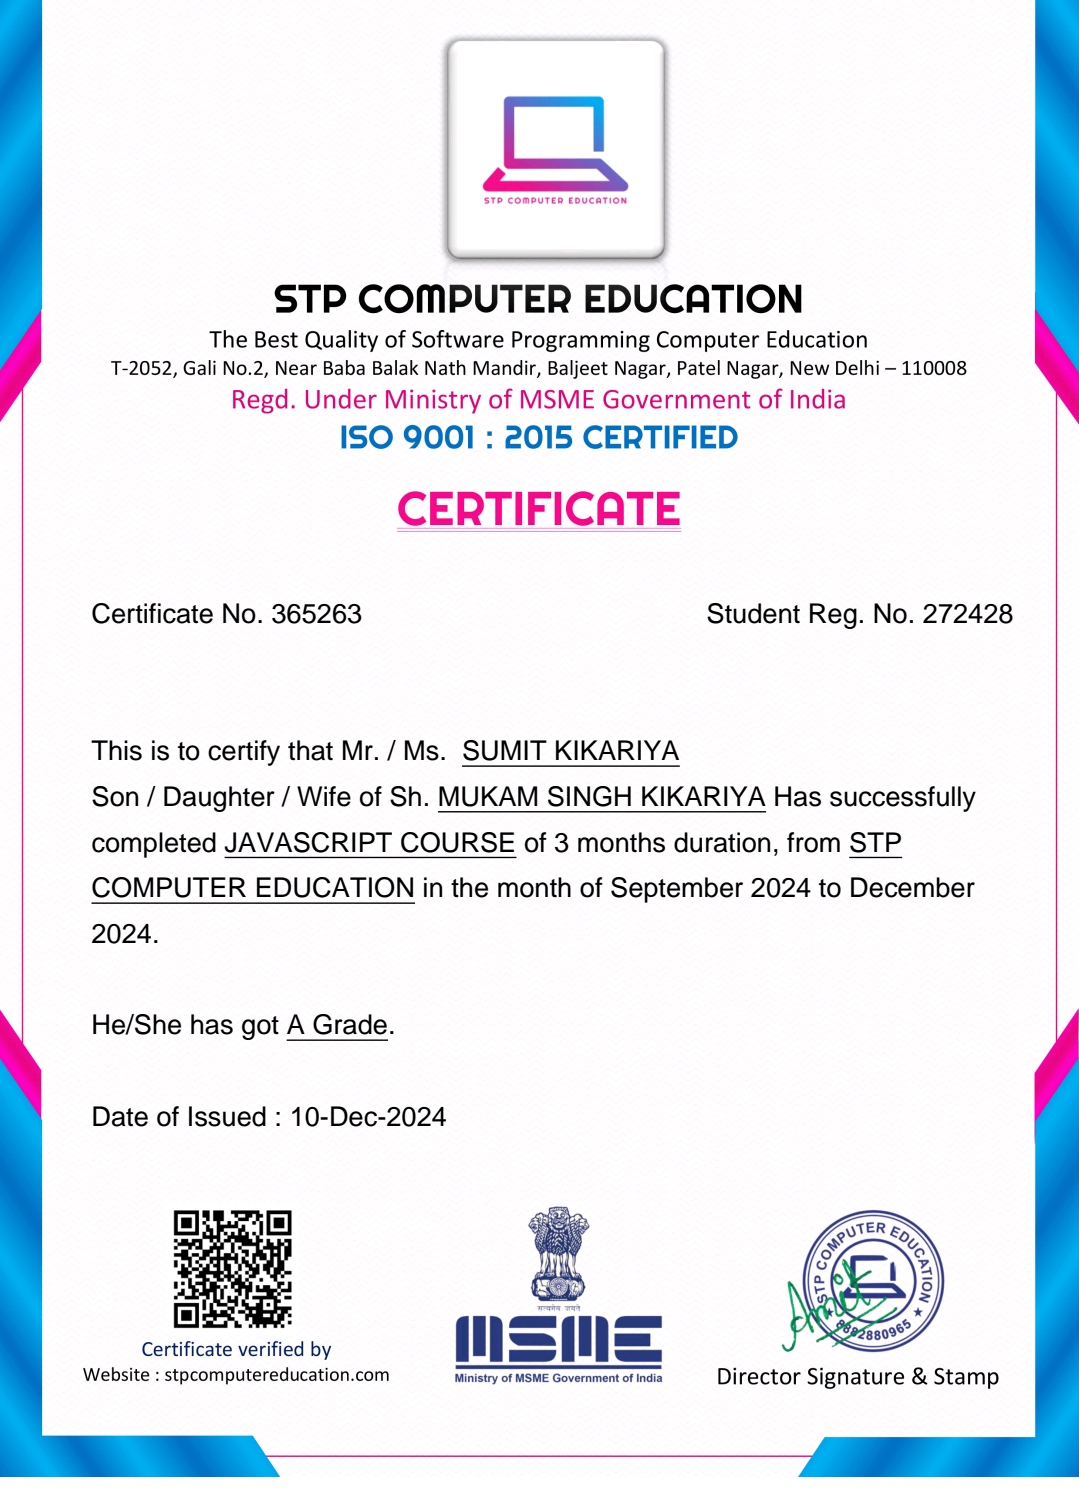 STP COMPUTER EDUCATION
STP COMPUTER EDUCATION
The Best Quality of Software Programming Computer Education
T-2052, Gali No.2, Near Baba Balak Nath Mandir, Baljeet Nagar, Patel Nagar, New Delhi – 110008
Regd. Under Ministry of MSME Government of India
ISO 9001 : 2015 CERTIFIED
CERTIFICATE
Certificate No. 365263 Student Reg. No. 272428
This is to certify that Mr. / Ms. SUMIT KIKARIYA
Son / Daughter / Wife of Sh. MUKAM SINGH KIKARIYA Has successfully
completed JAVASCRIPT COURSE of 3 months duration, from STP
COMPUTER EDUCATION in the month of September 2024 to December
2024.
He/She has got A Grade.
Date of Issued : 10-Dec-2024
Certificate verified by
Website : stpcomputereducation.com
सत्यमेव जयते
MSME
Ministry of MSME Government of India
STP COMPUTER EDUCATION
8882880965
Amit
Director Signature & Stamp